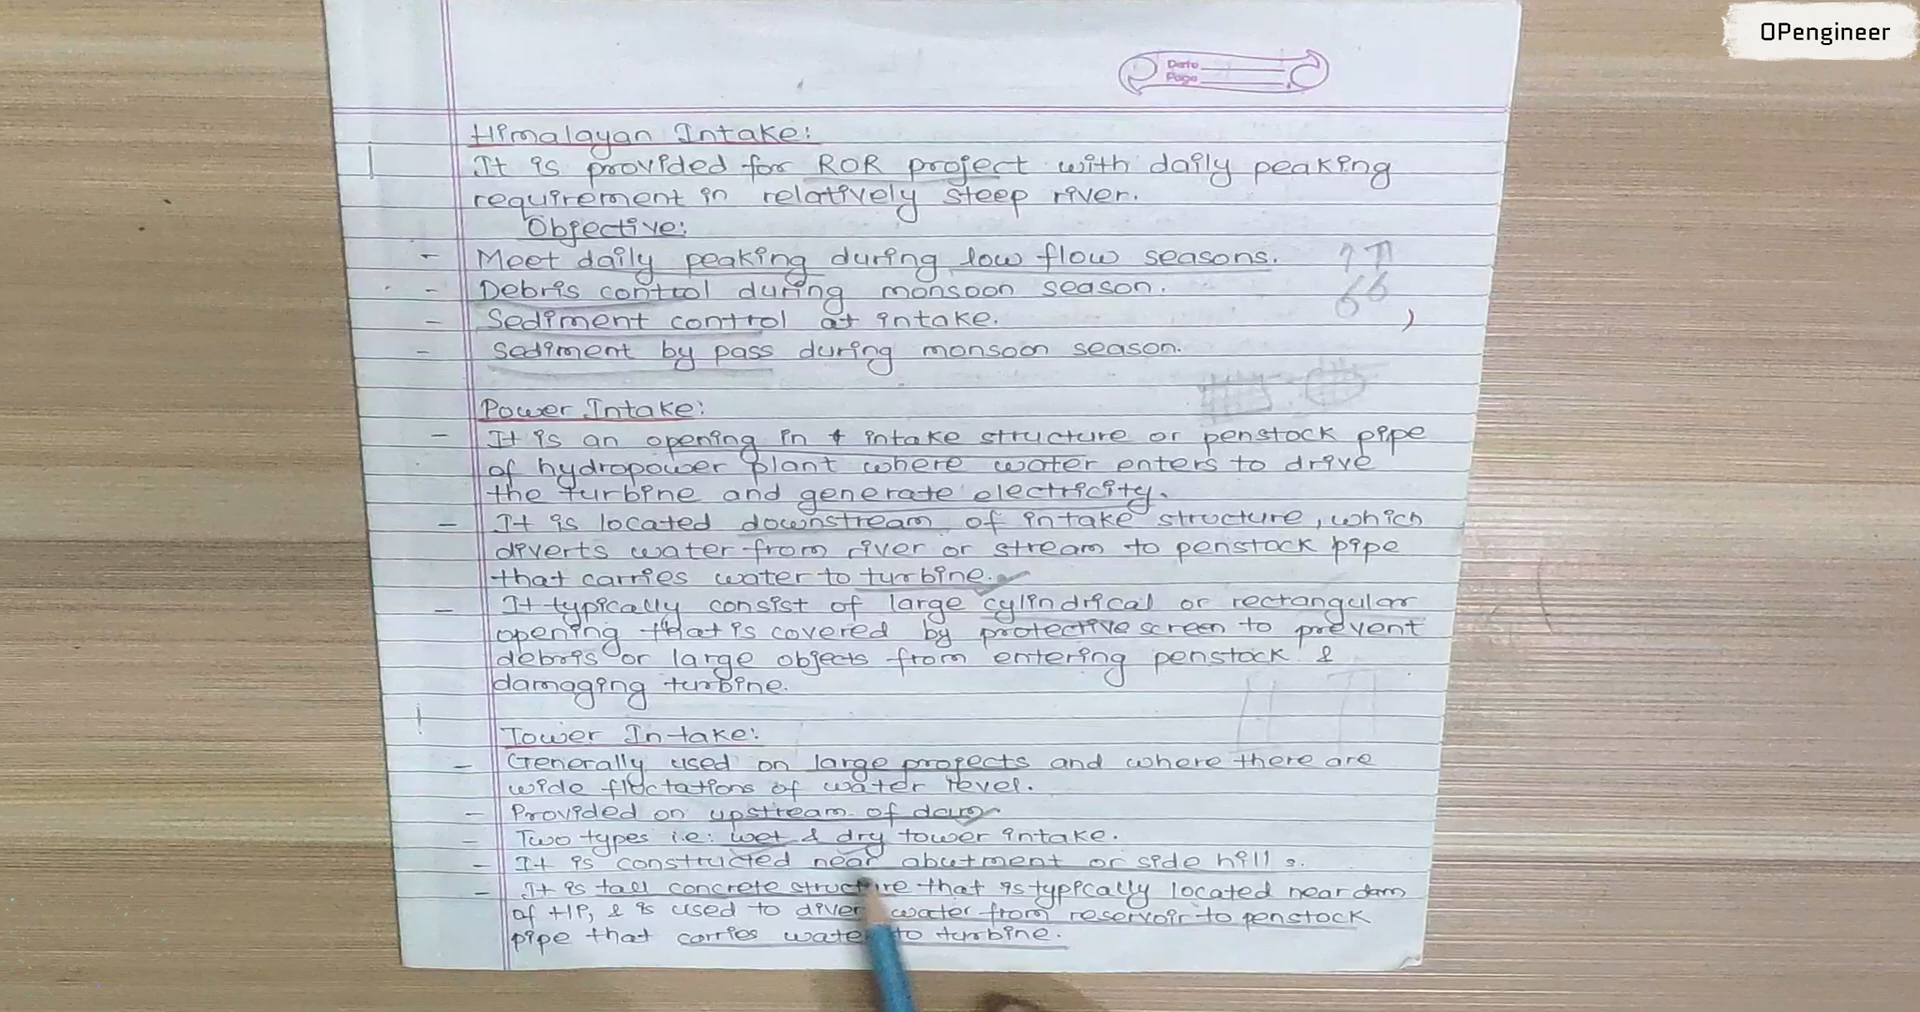 OPengineer
Date
Page
Himalayan Intake:
It is provided for ROR project with daily peaking
requirement in relatively steep river.
Objective:
- Meet daily peaking during low flow seasons.
- Debris control during monsoon season.
- Sediment control at intake.
- Sediment by pass during monsoon season.
Power Intake:
- It is an opening in intake structure or penstock pipe
of hydropower plant where water enters to drive
the turbine and generate electricity.
- It is located downstream of intake structure, which
diverts water from river or stream to penstock pipe
that carries water to turbine.
- It typically consist of large cylindrical or rectangular
opening that is covered by protective screen to prevent
debris or large objects from entering penstock &
damaging turbine.
Tower Intake:
- Generally used on large projects and where there are
wide fluctations of water level.
- Provided on upstream of dam
- Two types i.e: wet & dry tower intake.
- It is constructed near abutment or side hills.
- It is tall concrete structure that is typically located near dam
of HP, & is used to diver water from reservoir to penstock
pipe that carries water to turbine.